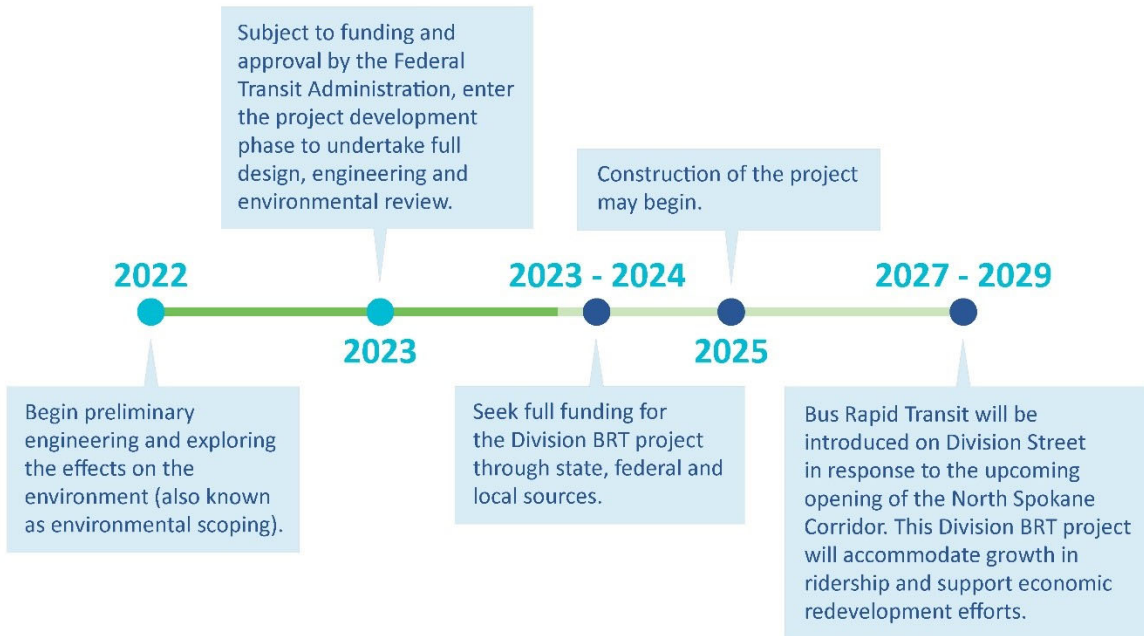 Subject to funding and
approval by the Federal
Transit Administration, enter
the project development
phase to undertake full
design, engineering and
environmental review.
Construction of the project
may begin.
2022
2023 - 2024
2027 - 2029
2023
2025
Begin preliminary
engineering and exploring
the effects on the
environment (also known
as environmental scoping).
Seek full funding for
the Division BRT project
through state, federal and
local sources.
Bus Rapid Transit will be
introduced on Division Street
in response to the upcoming
opening of the North Spokane
Corridor. This Division BRT project
will accommodate growth in
ridership and support economic
redevelopment efforts.